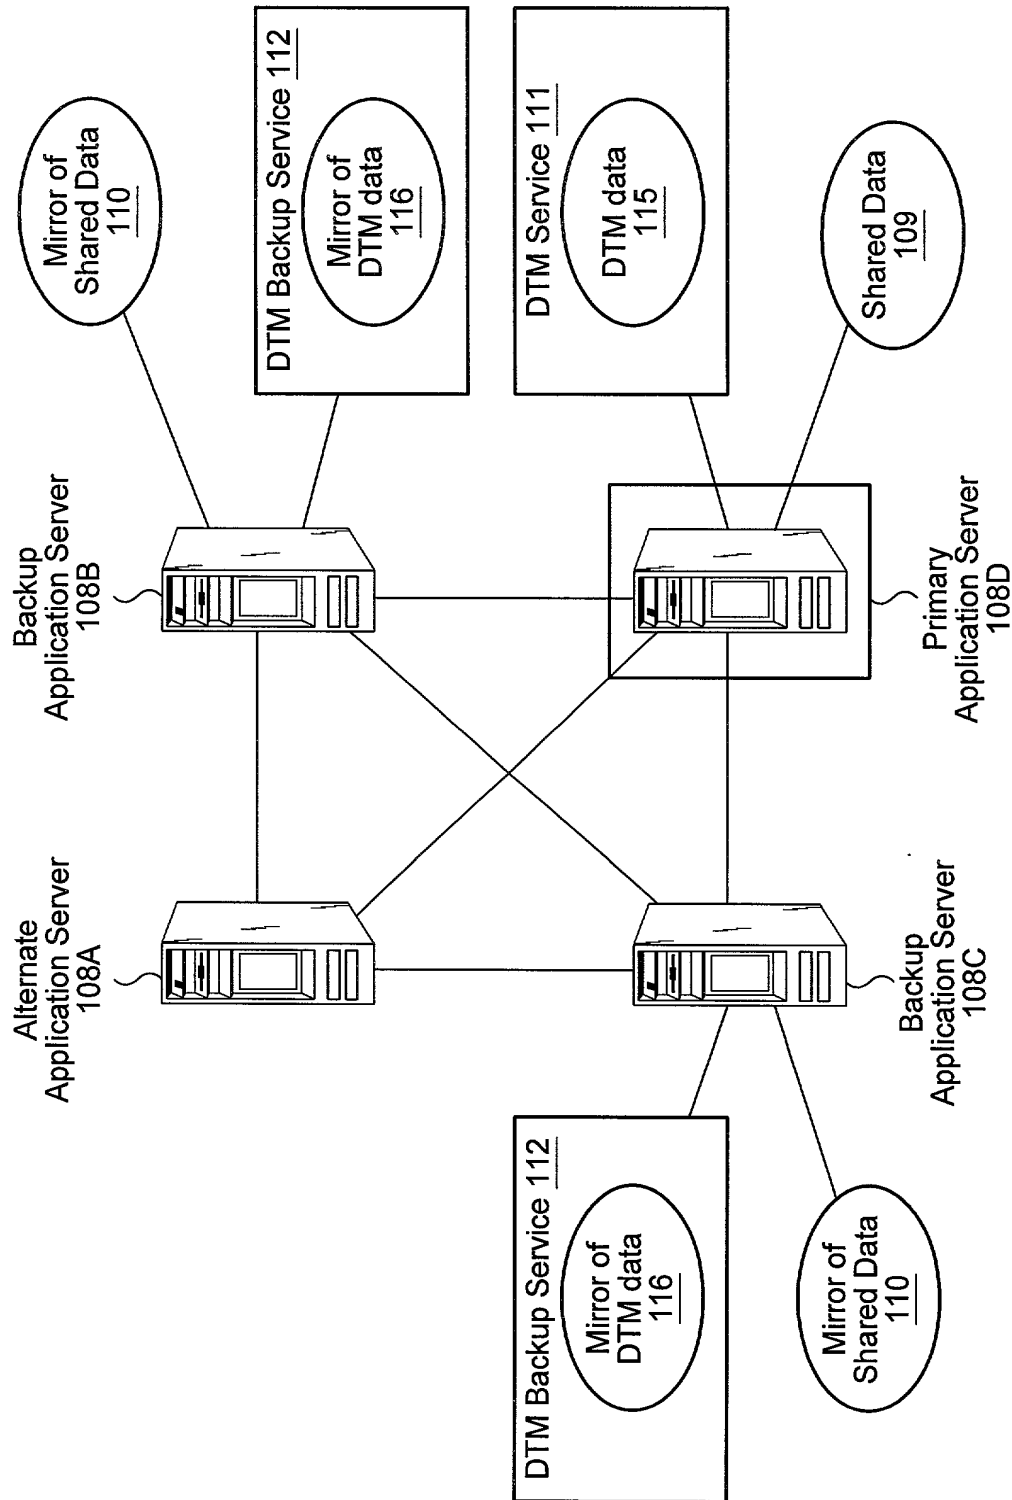 Alternate
Application Server
108A
Backup
Application Server
108B
Mirror of
Shared Data
110
DTM Backup Service 112
Mirror of
DTM data
116
DTM Backup Service 112
Mirror of
DTM data
116
DTM Service 111
DTM data
115
Mirror of
Shared Data
110
Backup
Application Server
108C
Primary
Application Server
108D
Shared Data
109